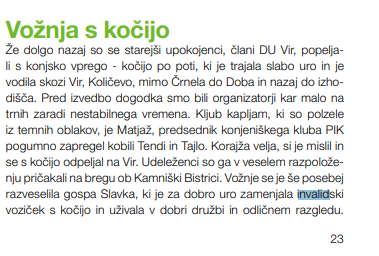 Vožnja s kočijo
Že dolgo nazaj so se starejši upokojenci, člani DU Vir, popelja-
li s konjsko vprego - kočijo po poti, ki je trajala slabo uro in je
vodila skozi Vir, Količevo, mimo Črnela do Doba in nazaj do izho-
dišča. Pred izvedbo dogodka smo bili organizatorji kar malo na
trnih zaradi nestabilnega vremena. Kljub kapljam, ki so polzele
iz temnih oblakov, je Matjaž, predsednik konjeniškega kluba PIK
pogumno zapregel kobili Tendi in Tajlo. Korajža velja, si je mislil in
se s kočijo odpeljal na Vir. Udeleženci so ga v veselem razpolože-
nju pričakali na bregu ob Kamniški Bistrici. Vožnje se je še posebej
razveselila gospa Slavka, ki je za dobro uro zamenjala invalidski
voziček s kočijo in uživala v dobri družbi in odličnem razgledu.
23